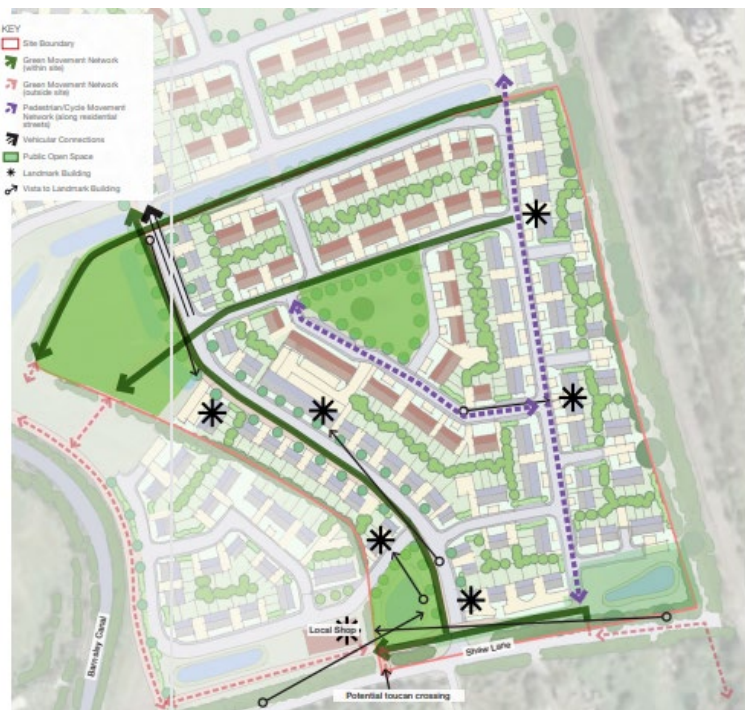 KEY
Site Boundary
Green Movement Network
(within site)
Green Movement Network
(outside site)
Pedestrian/Cycle Movement
Network (along residential
streets)
Vehicular Connections
Public Open Space
Landmark Building
Vista to Landmark Building
Barnsley Canal
Local Shop
Shaw Lane
Potential toucan crossing